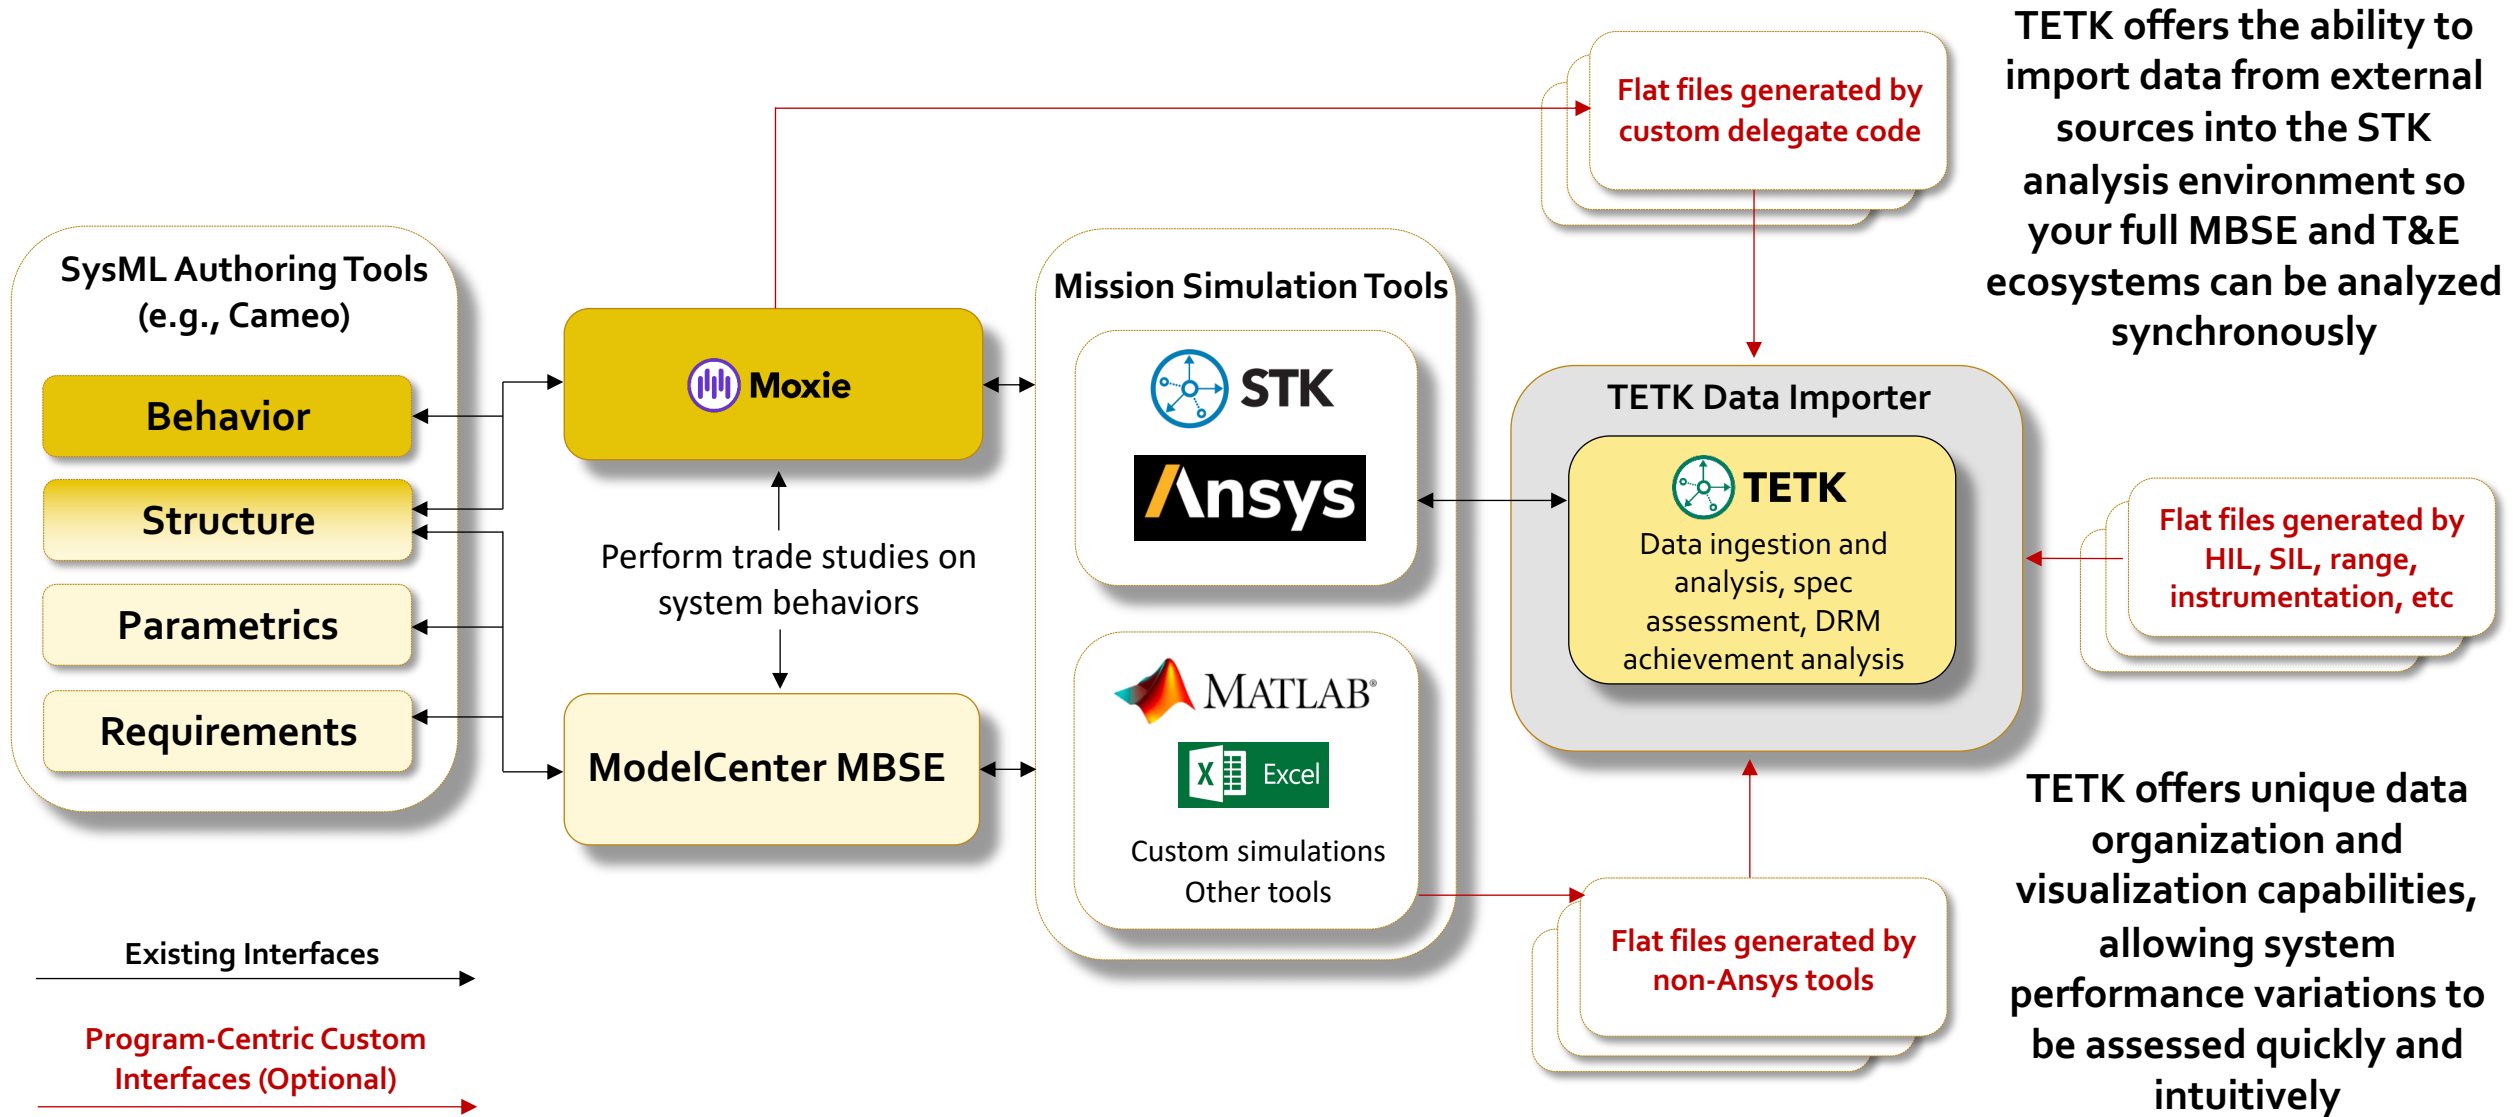 SysML Authoring Tools
(e.g., Cameo)
Behavior
Structure
Parametrics
Requirements
Existing Interfaces
Program-Centric Custom
Interfaces (Optional)
Moxie
Perform trade studies on
system behaviors
ModelCenter MBSE
Mission Simulation Tools
STK
Ansys
MATLAB®
X Excel
Custom simulations
Other tools
Flat files generated by
custom delegate code
TETK Data Importer
TETK
Data ingestion and
analysis, spec
assessment, DRM
achievement analysis
Flat files generated by
non-Ansys tools
Flat files generated by
HIL, SIL, range,
instrumentation, etc
TETK offers the ability to
import data from external
sources into the STK
analysis environment so
your full MBSE and T&E
ecosystems can be analyzed
synchronously
TETK offers unique data
organization and
visualization capabilities,
allowing system
performance variations to
be assessed quickly and
intuitively